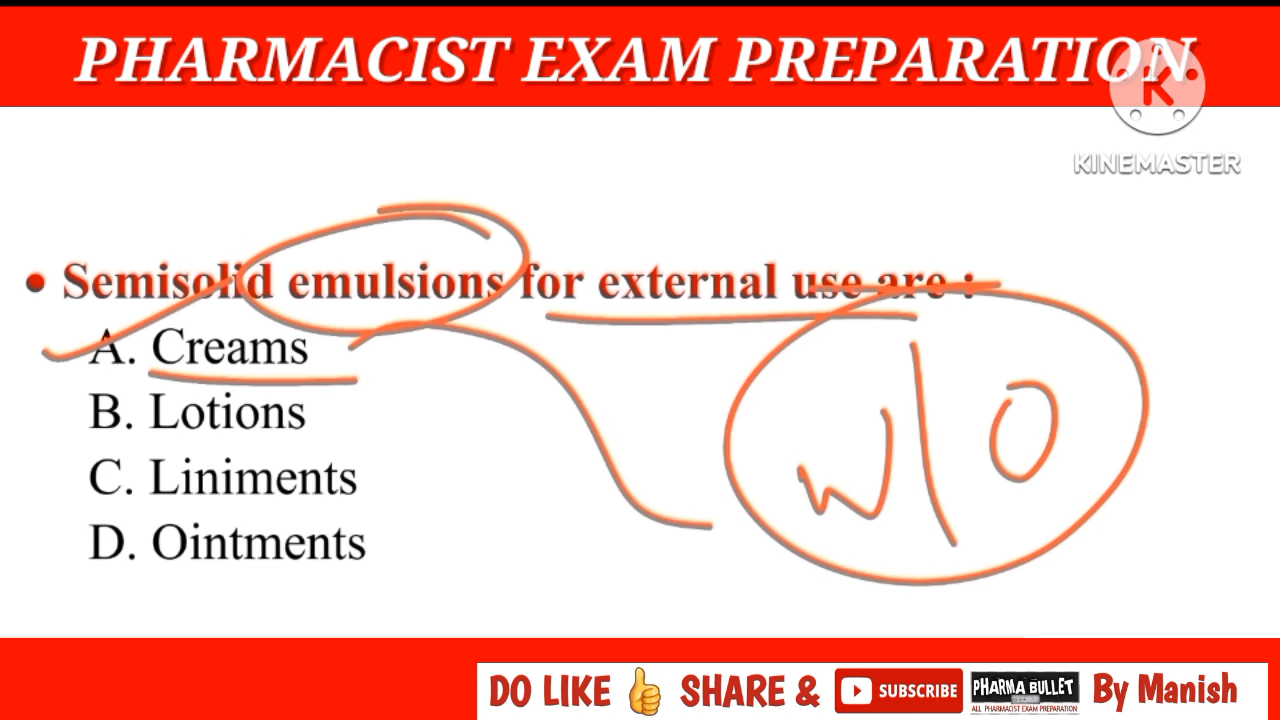 PHARMACIST EXAM PREPARATION
K
KINEMASTER
• Semisolid emulsions for external use are :
A. Creams
B. Lotions
C. Liniments
D. Ointments
W/O
DO LIKE 👍 SHARE & SUBSCRIBE PHARMA BULLET By Manish
ALL PHARMACIST EXAM PREPARATION